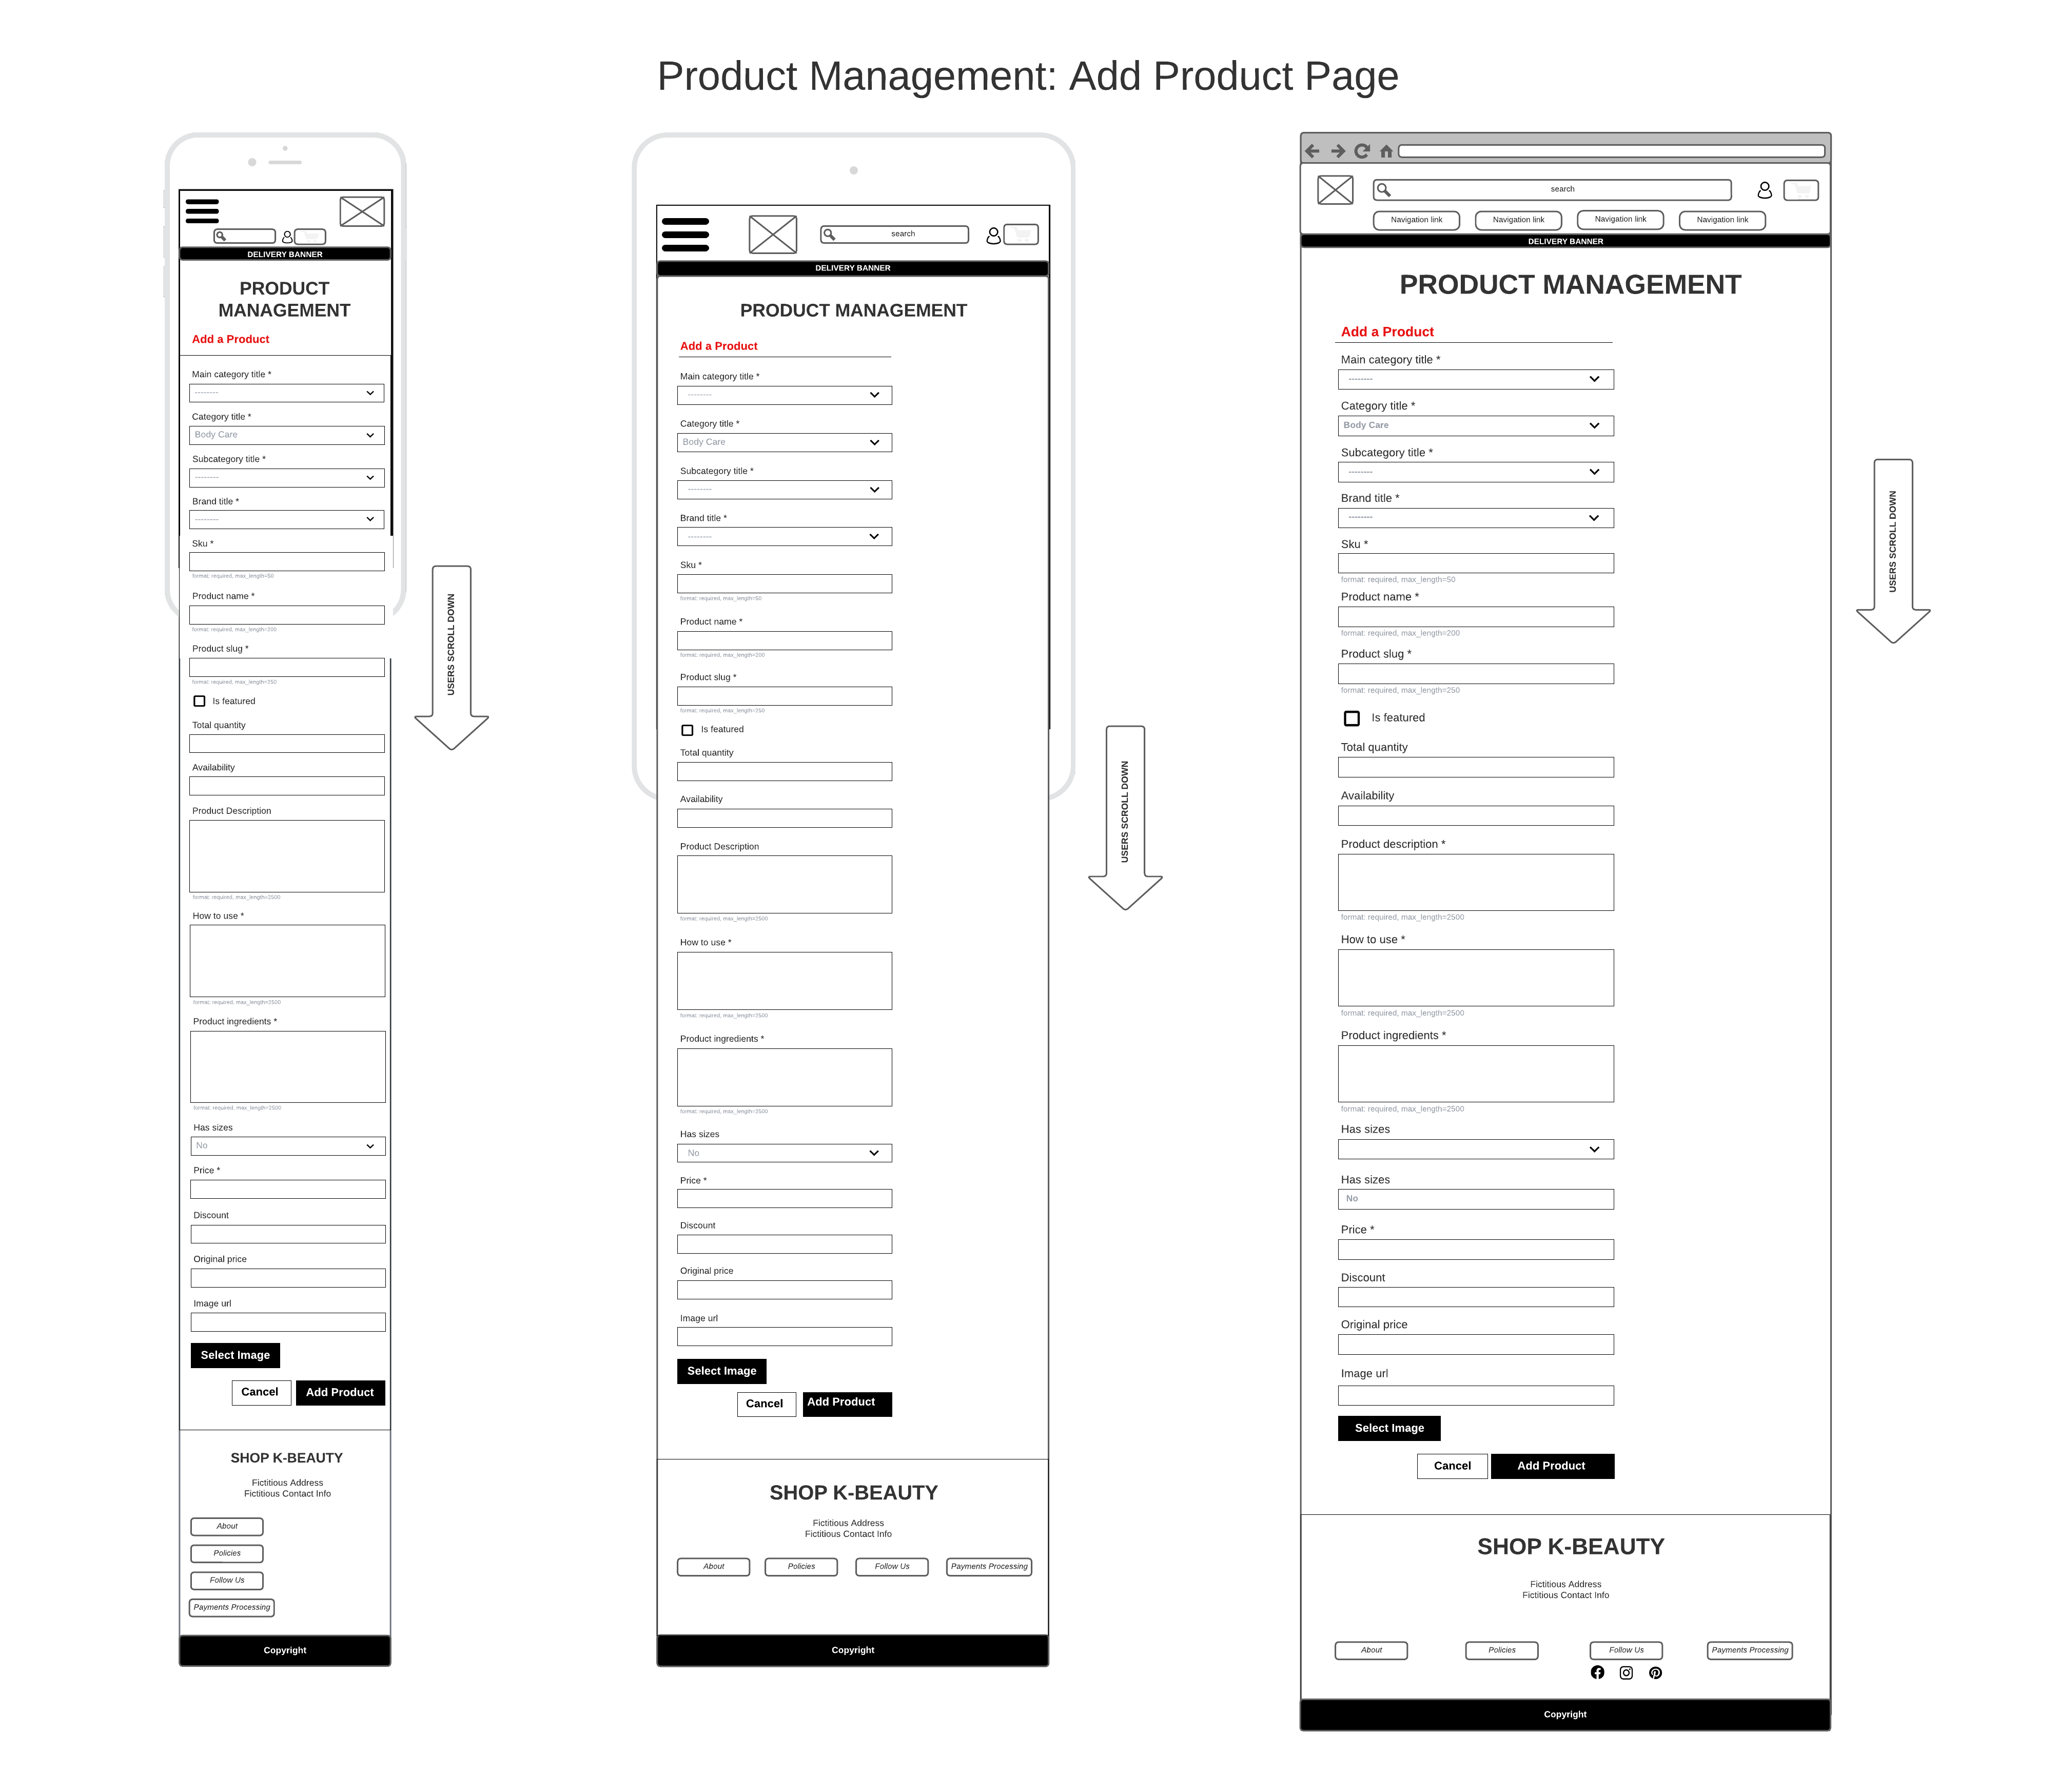 Product Management: Add Product Page
DELIVERY BANNER
PRODUCT
MANAGEMENT
Add a Product
Main category title *
--------
Category title *
Body Care
Subcategory title *
--------
Brand title *
--------
Sku *
format: required, max_length=50
Product name *
format: required, max_length=200
Product slug *
format: required, max_length=250
Is featured
Total quantity
Availability
Product Description
format: required, max_length=2500
How to use *
format: required, max_length=2500
Product ingredients *
format: required, max_length=2500
Has sizes
No
Price *
Discount
Original price
Image url
Select Image
Cancel
Add Product
SHOP K-BEAUTY
Fictitious Address
Fictitious Contact Info
About
Policies
Follow Us
Payments Processing
Copyright
USERS SCROLL DOWN
search
DELIVERY BANNER
PRODUCT MANAGEMENT
Add a Product
Main category title *
--------
Category title *
Body Care
Subcategory title *
--------
Brand title *
--------
Sku *
format: required, max_length=50
Product name *
format: required, max_length=200
Product slug *
format: required, max_length=250
Is featured
Total quantity
Availability
Product Description
format: required, max_length=2500
How to use *
format: required, max_length=2500
Product ingredients *
format: required, max_length=2500
Has sizes
No
Price *
Discount
Original price
Image url
Select Image
Cancel
Add Product
SHOP K-BEAUTY
Fictitious Address
Fictitious Contact Info
About
Policies
Follow Us
Payments Processing
Copyright
USERS SCROLL DOWN
search
Navigation link
Navigation link
Navigation link
Navigation link
DELIVERY BANNER
PRODUCT MANAGEMENT
Add a Product
Main category title *
--------
Category title *
Body Care
Subcategory title *
--------
Brand title *
--------
Sku *
format: required, max_length=50
Product name *
format: required, max_length=200
Product slug *
format: required, max_length=250
Is featured
Total quantity
Availability
Product description *
format: required, max_length=2500
How to use *
format: required, max_length=2500
Product ingredients *
format: required, max_length=2500
Has sizes
Has sizes
No
Price *
Discount
Original price
Image url
Select Image
Cancel
Add Product
SHOP K-BEAUTY
Fictitious Address
Fictitious Contact Info
About
Policies
Follow Us
Payments Processing
Copyright
USERS SCROLL DOWN